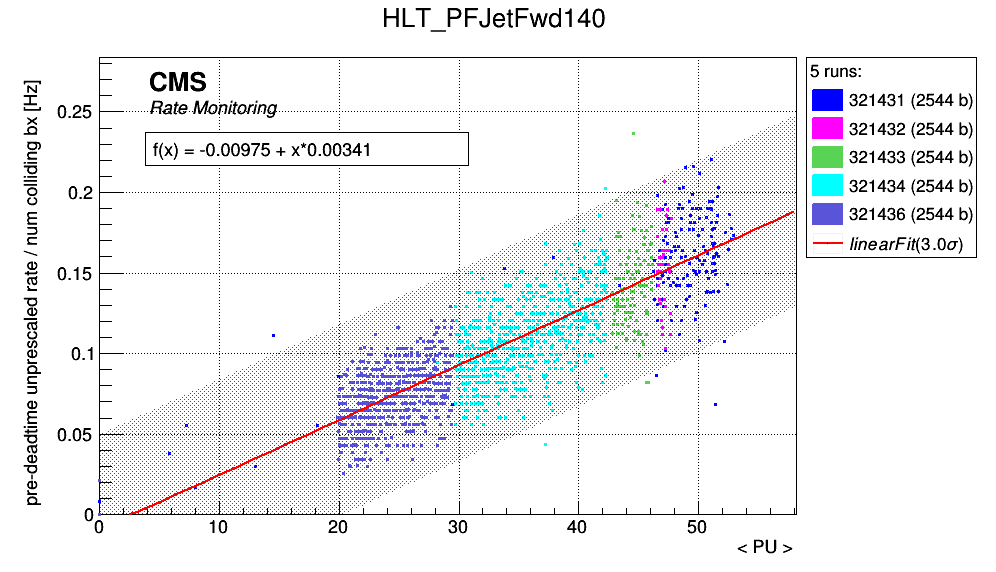 HLT_PFJetFwd140
CMS
Rate Monitoring
f(x) = -0.00975 + x*0.00341
pre-deadtime unprescaled rate / num colliding bx [Hz]
0.25
0.2
0.15
0.1
0.05
0
0 10 20 30 40 50
< PU >
5 runs:
321431 (2544 b)
321432 (2544 b)
321433 (2544 b)
321434 (2544 b)
321436 (2544 b)
linearFit(3.0σ)